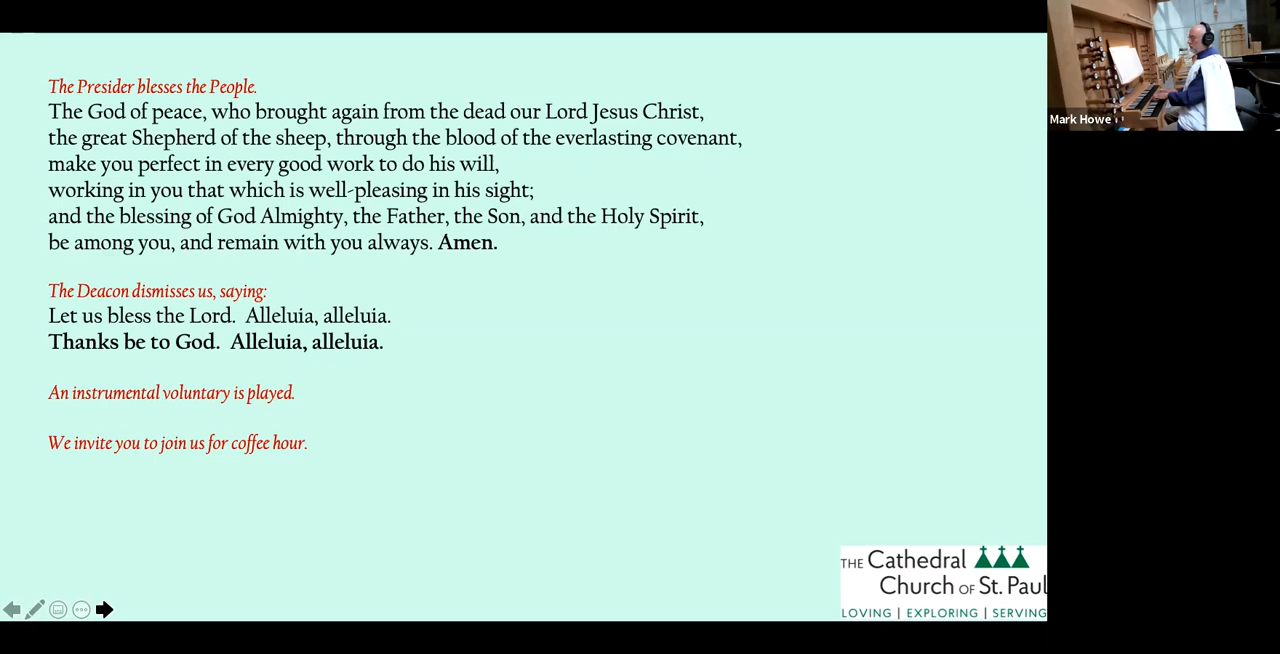 The Presider blesses the People.
The God of peace, who brought again from the dead our Lord Jesus Christ,
the great Shepherd of the sheep, through the blood of the everlasting covenant,
make you perfect in every good work to do his will,
working in you that which is well-pleasing in his sight;
and the blessing of God Almighty, the Father, the Son, and the Holy Spirit,
be among you, and remain with you always. Amen.
The Deacon dismisses us, saying:
Let us bless the Lord.  Alleluia, alleluia.
Thanks be to God.  Alleluia, alleluia.
An instrumental voluntary is played.
We invite you to join us for coffee hour.
THE Cathedral
Church OF St. Paul
LOVING | EXPLORING | SERVING
Mark Howe